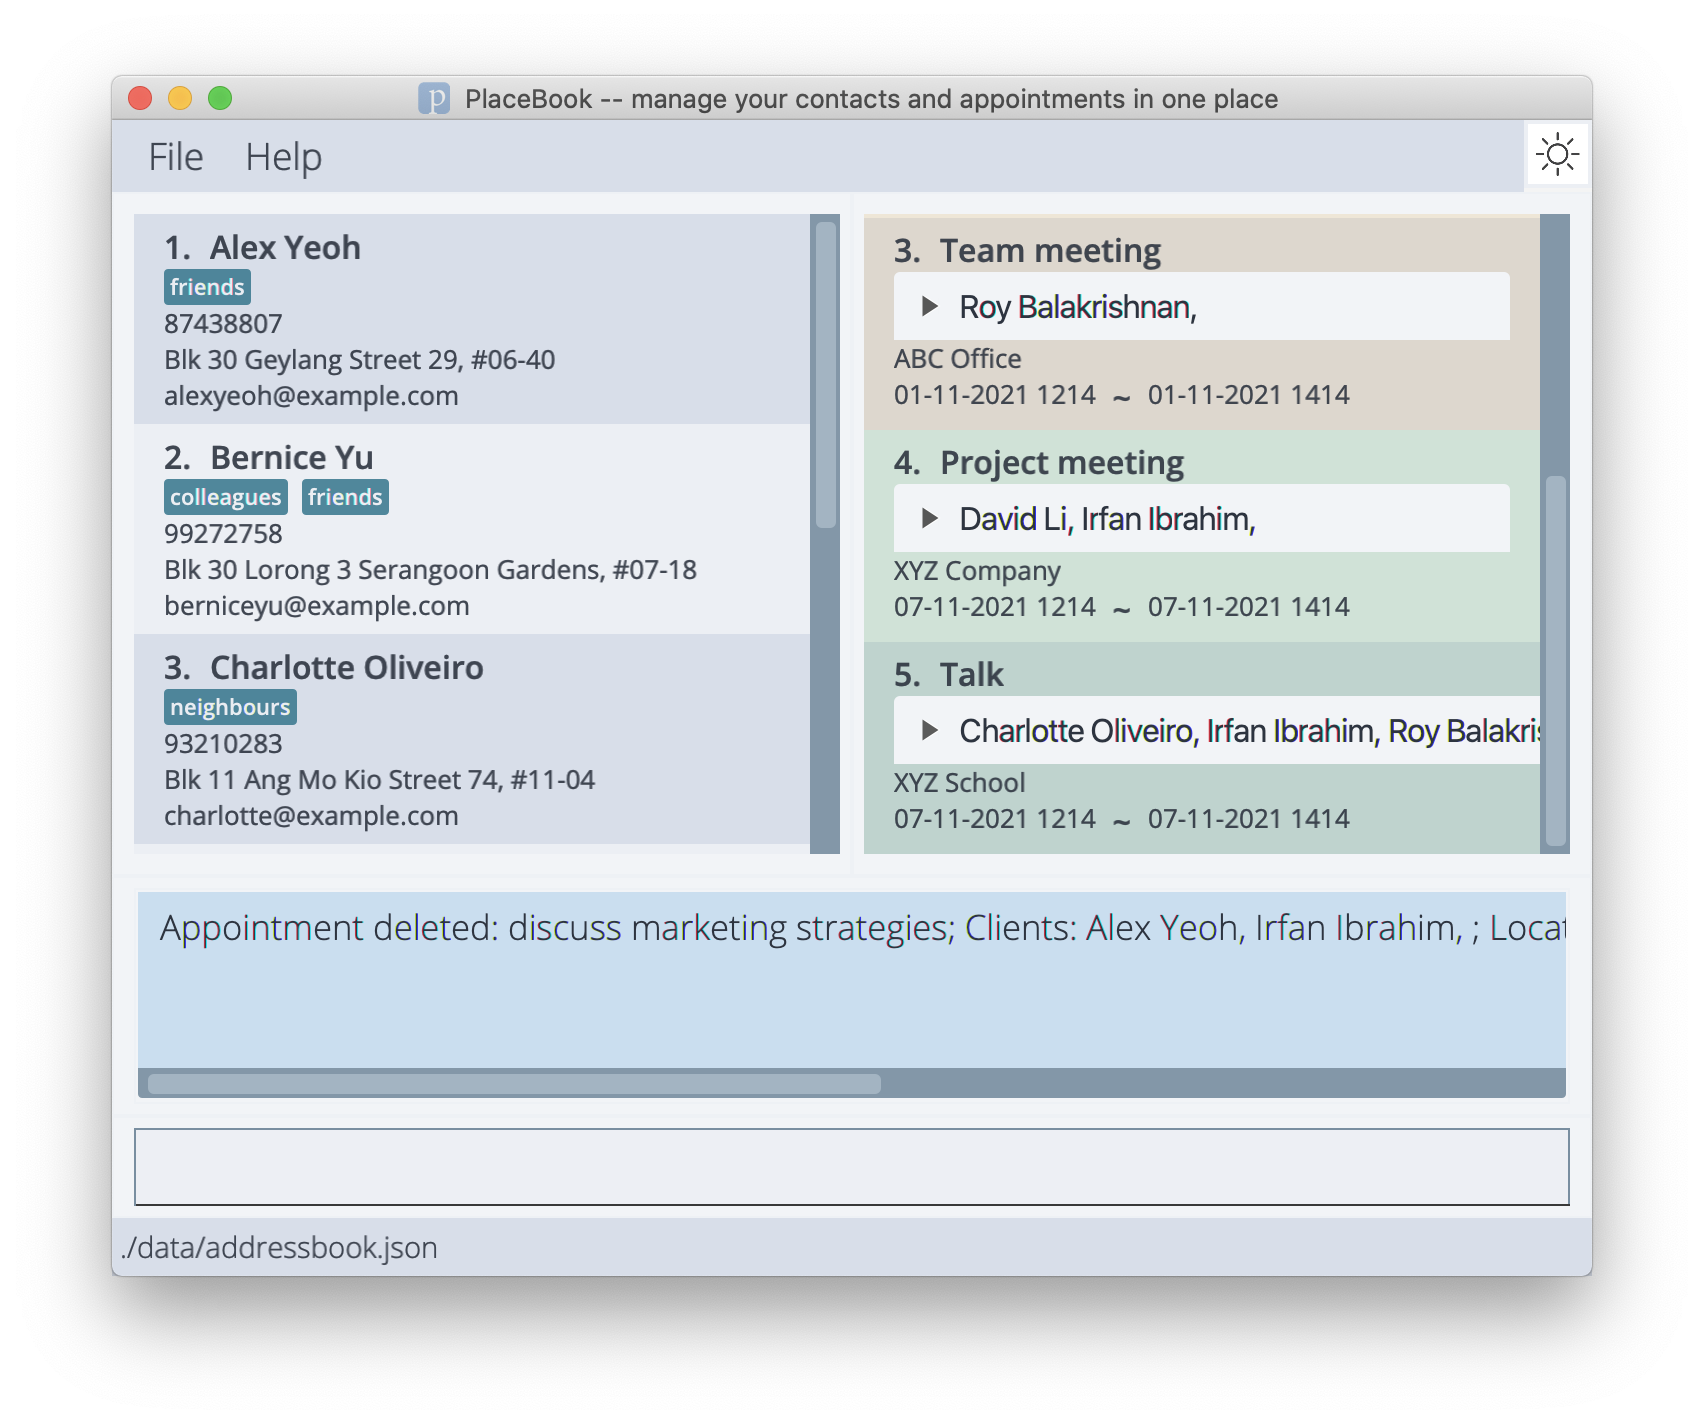 PlaceBook -- manage your contacts and appointments in one place
File Help
1. Alex Yeoh
friends
87438807
Blk 30 Geylang Street 29, #06-40
alexyeoh@example.com
2. Bernice Yu
colleagues friends
99272758
Blk 30 Lorong 3 Serangoon Gardens, #07-18
berniceyu@example.com
3. Charlotte Oliveiro
neighbours
93210283
Blk 11 Ang Mo Kio Street 74, #11-04
charlotte@example.com
3. Team meeting
Roy Balakrishnan,
ABC Office
01-11-2021 1214 ~ 01-11-2021 1414
4. Project meeting
David Li, Irfan Ibrahim,
XYZ Company
07-11-2021 1214 ~ 07-11-2021 1414
5. Talk
Charlotte Oliveiro, Irfan Ibrahim, Roy
XYZ School
07-11-2021 1214 ~ 07-11-2021 1414
Appointment deleted: discuss marketing strategies; Clients: Alex Yeoh, Irfan Ibrahim, ;
./data/addressbook.json